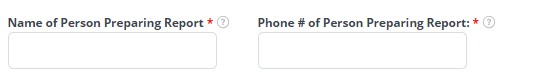 Name of Person Preparing Report * ?
Phone # of Person Preparing Report: * ?